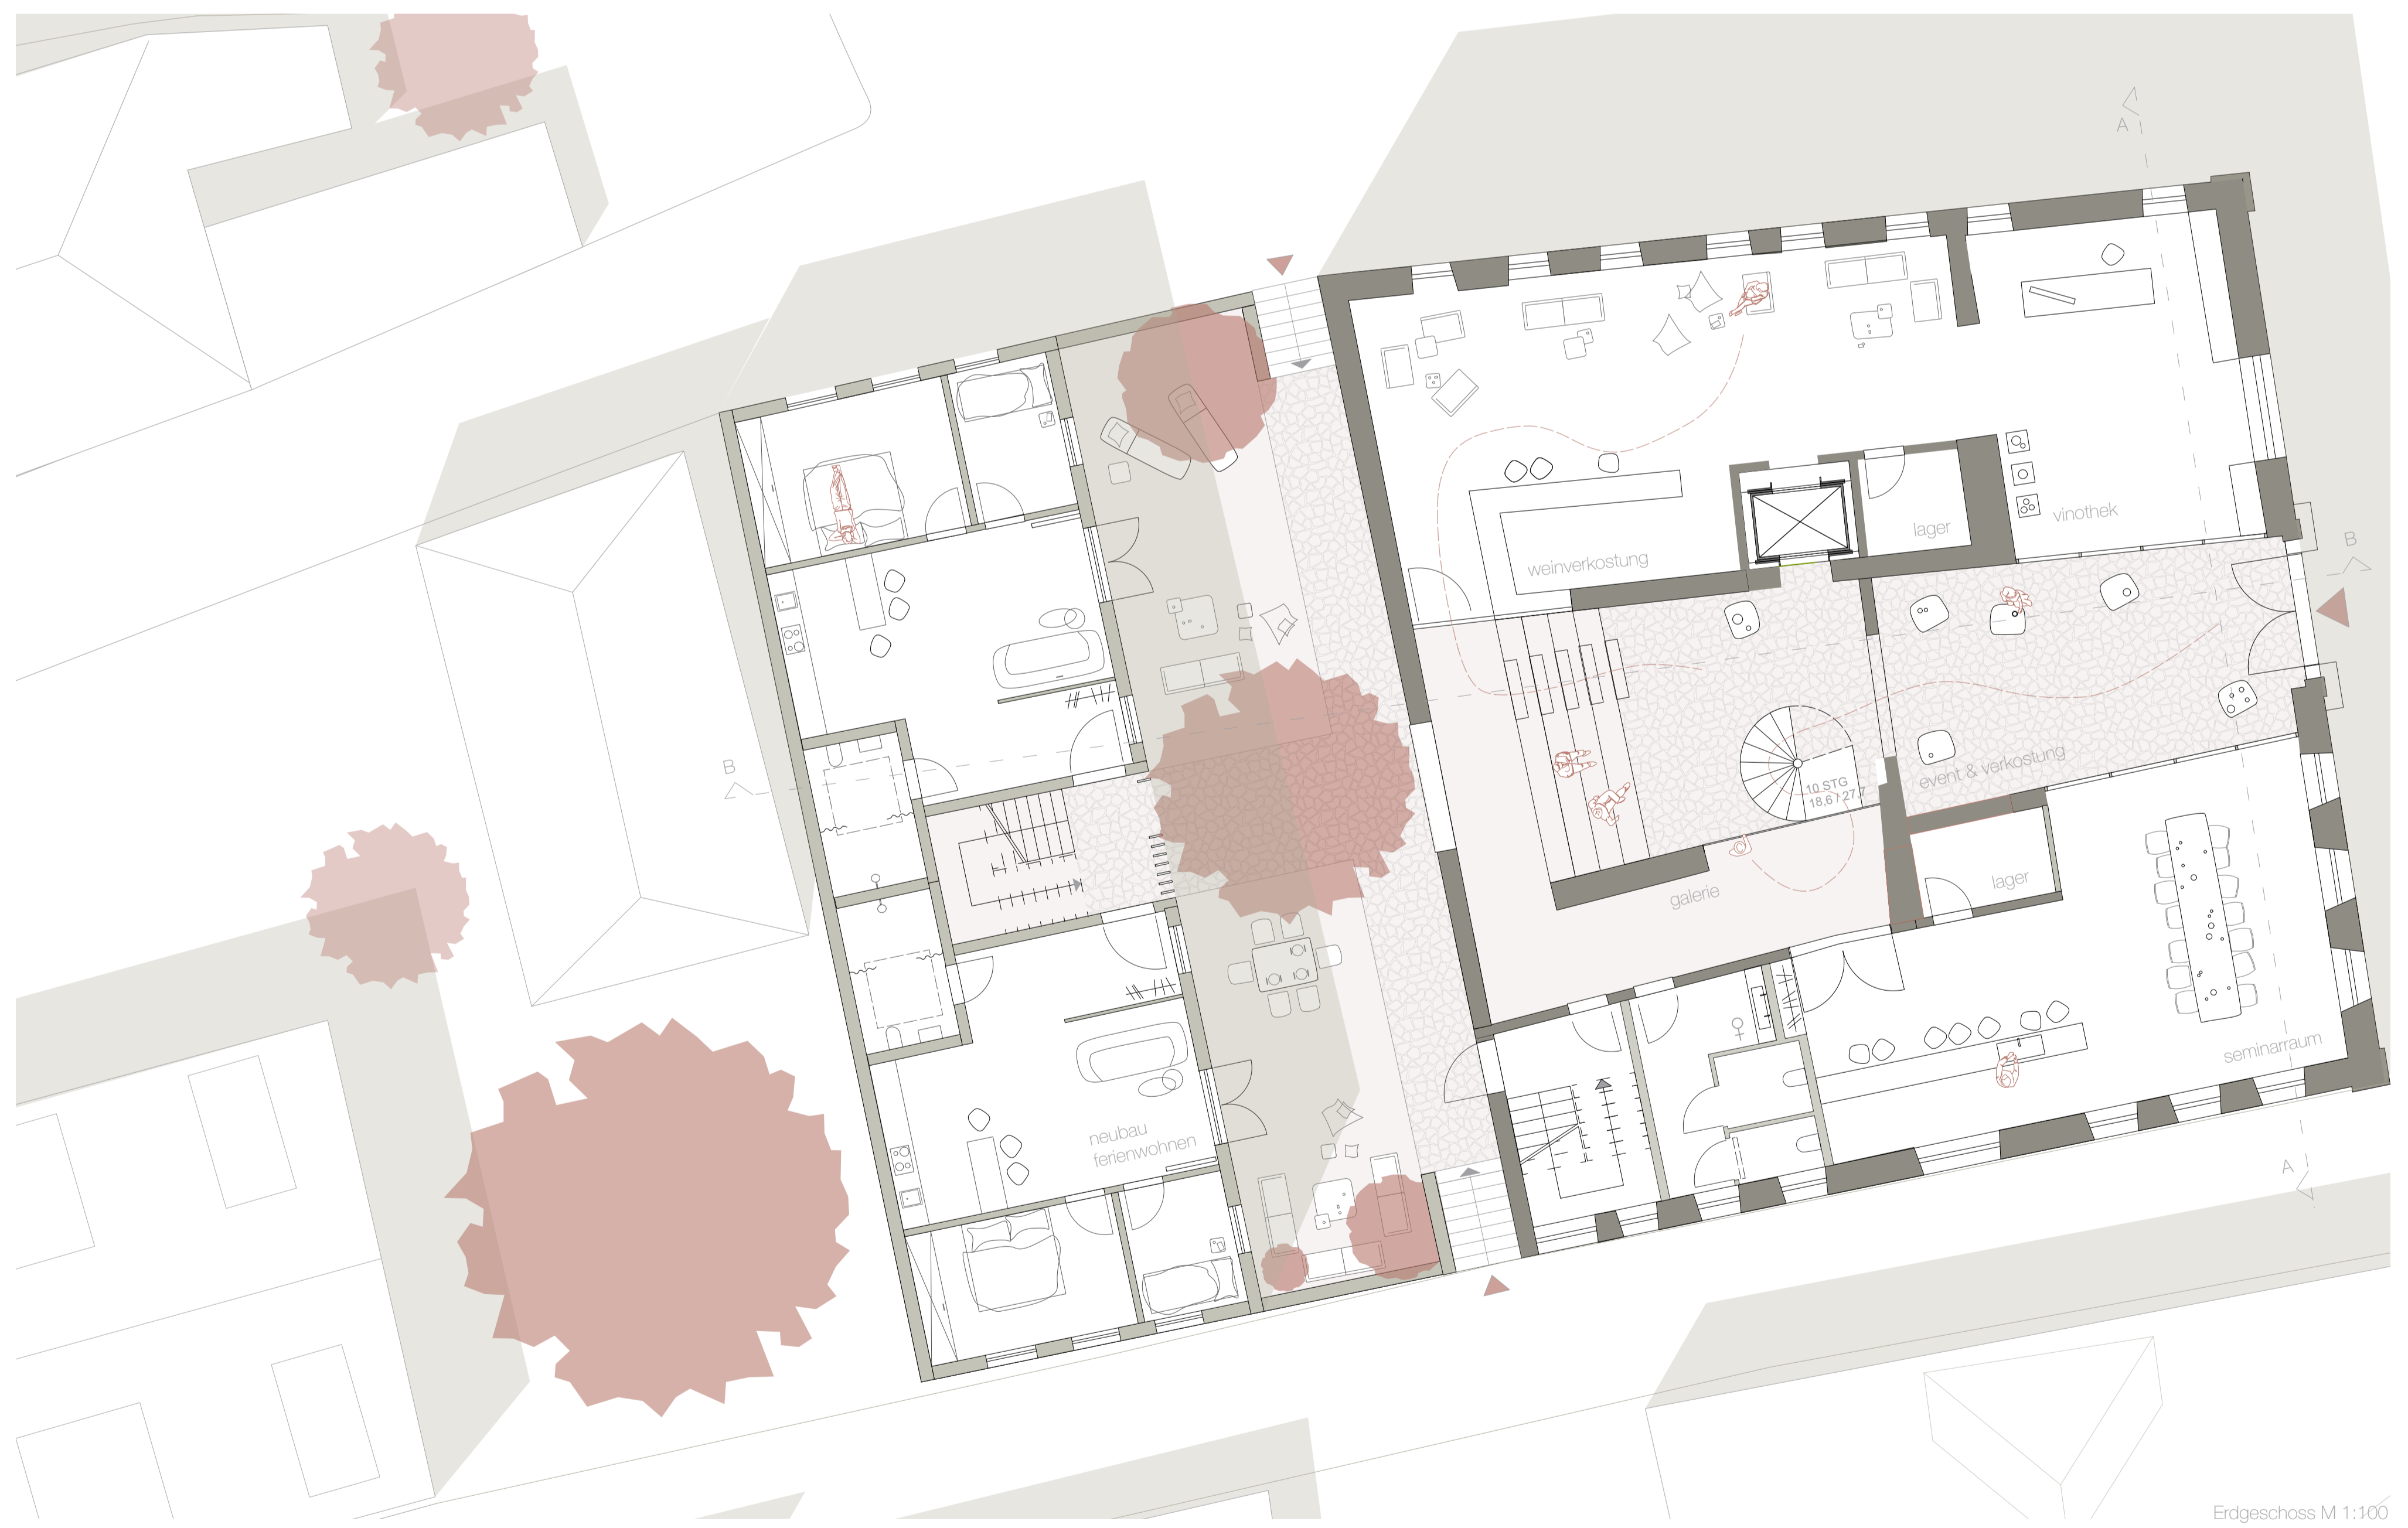 A
B
vinothek
lager
weinverkostung
B
event & verkostung
10 STG
18,6 / 27,7
galerie
lager
seminarraum
neubau
ferienwohnen
A
Erdgeschoss M 1:100